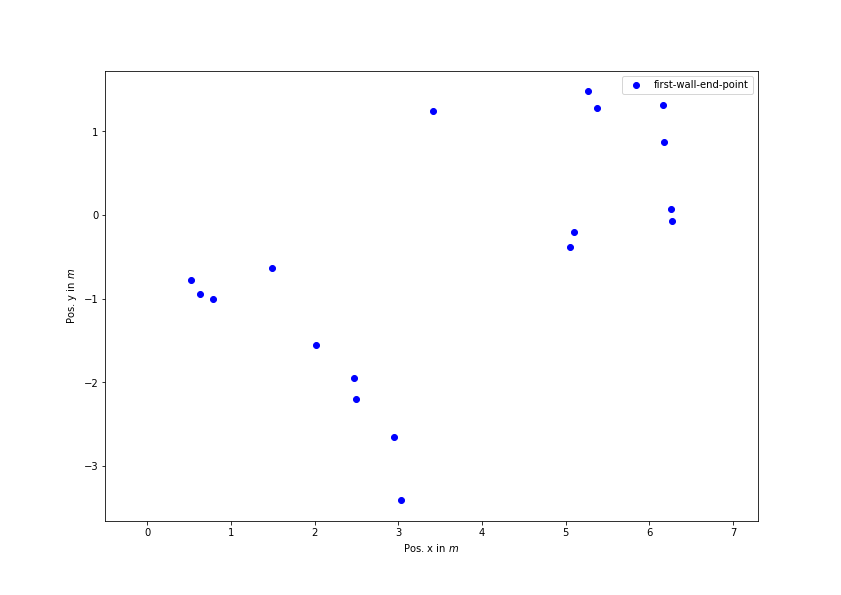 first-wall-end-point
1
0
−1
−2
−3
Pos. y in m
0 1 2 3 4 5 6 7
Pos. x in m